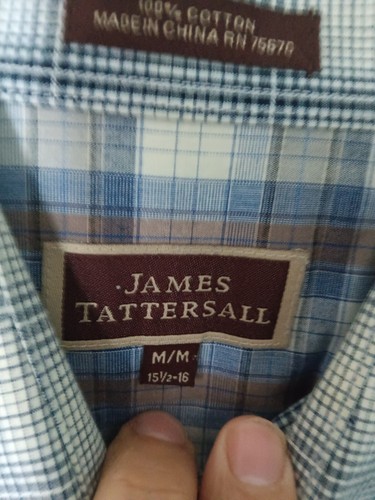 100% COTTON
MADE IN CHINA RN 75670
JAMES
TATTERSALL
M/M
15½-16